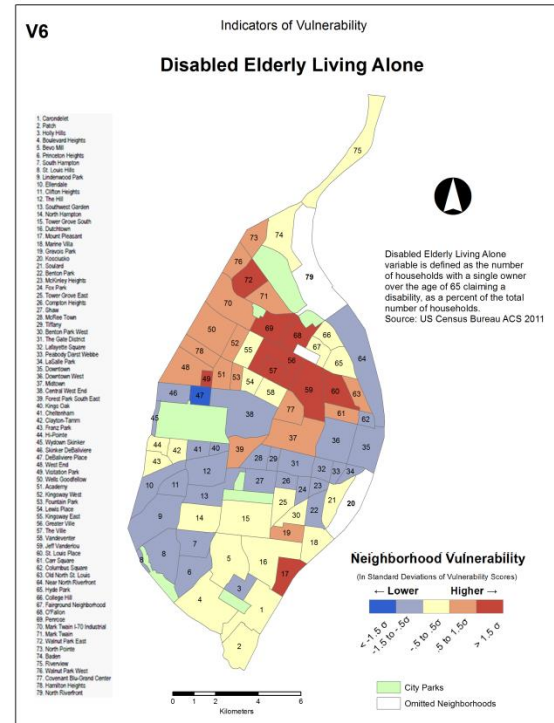 V6
Indicators of Vulnerability
Disabled Elderly Living Alone
1. Carondelet
2. Patch
3. Holly Hills
4. Boulevard Heights
5. Bevo Mill
6. Princeton Heights
7. South Hampton
8. St. Louis Hills
9. Lindenwood Park
10. Ellendale
11. Clifton Heights
12. The Hill
13. Southwest Garden
14. North Hampton
15. Tower Grove South
16. Dutchtown
17. Mount Pleasant
18. Marine Villa
19. Gravois Park
20. Kosciusko
21. Soulard
22. Benton Park
23. McKinley Heights
24. Fox Park
25. Tower Grove East
26. Compton Heights
27. Shaw
28. McRee Town
29. Tiffany
30. Benton Park West
31. The Gate District
32. Lafayette Square
33. Peabody Darst Webbe
34. LaSalle Park
35. Downtown
36. Downtown West
37. Midtown
38. Central West End
39. Forest Park South East
40. Kings Oak
41. Cheltenham
42. Clayton-Tamm
43. Franz Park
44. Hi-Pointe
45. Wydown Skinker
46. Skinker DeBaliviere
47. DeBaliviere Place
48. West End
49. Visitation Park
50. Wells Goodfellow
51. Academy
52. Kingsway West
53. Fountain Park
54. Lewis Place
55. Kingsway East
56. Greater Ville
57. The Ville
58. Vandeventer
59. Jeff Vanderlou
60. St. Louis Place
61. Carr Square
62. Columbus Square
63. Old North St. Louis
64. Near North Riverfront
65. Hyde Park
66. College Hill
67. Fairground Neighborhood
68. O'Fallon
69. Penrose
70. Mark Twain I-70 Industrial
71. Mark Twain
72. Walnut Park East
73. North Pointe
74. Baden
75. Riverview
76. Walnut Park West
77. Covenant Blu-Grand Center
78. Hamilton Heights
79. North Riverfront
75
73
74
76
79
72
71
70
69
68
66
50
52
67
55
56
65
64
78
57
48
49
51
53
54
59
60
63
58
46
47
77
61
62
38
45
37
36
35
44
42
41
40
39
28
29
31
32
33
34
43
12
27
26
24
23
20
10
11
13
25
22
21
9
14
15
30
19
18
8
8
7
5
16
17
6
3
4
1
2
Disabled Elderly Living Alone
variable is defined as the number
of households with a single owner
over the age of 65 claiming a
disability, as a percent of the total
number of households.
Source: US Census Bureau ACS 2011
Neighborhood Vulnerability
(In Standard Deviations of Vulnerability Scores)
← Lower Higher →
< -1.5 σ
-1.5 to -.5σ
-.5 to .5σ
.5 to 1.5σ
> 1.5 σ
City Parks
Omitted Neighborhoods
0 2 4 6
Kilometers